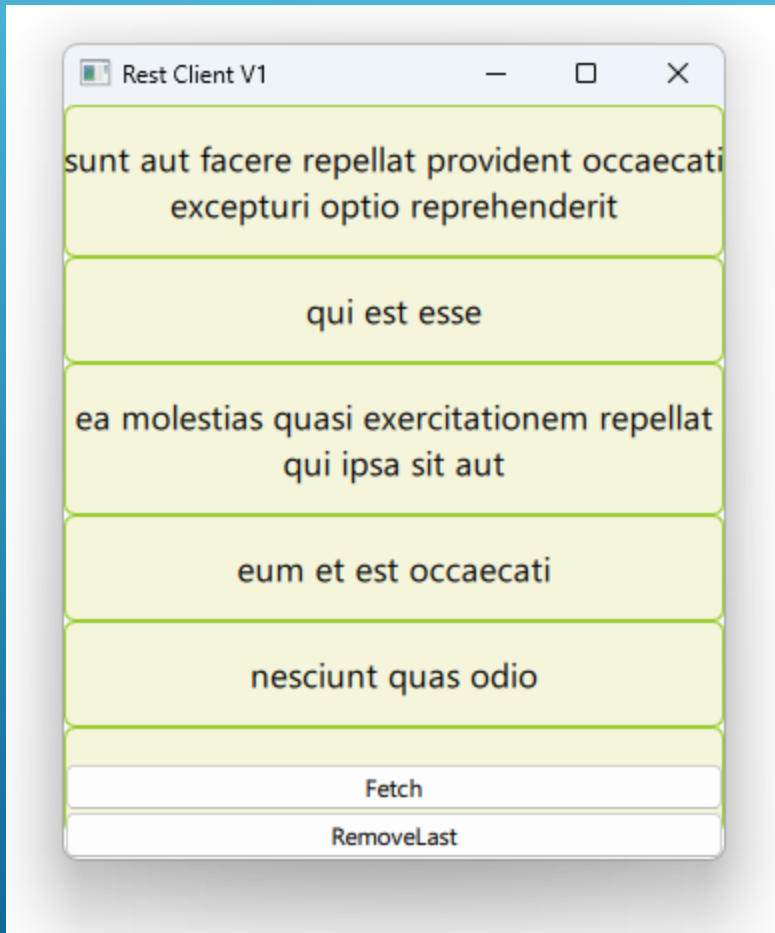 Rest Client V1
sunt aut facere repellat provident occaecati
excepturi optio reprehenderit
qui est esse
ea molestias quasi exercitationem repellat
qui ipsa sit aut
eum et est occaecati
nesciunt quas odio
Fetch
RemoveLast